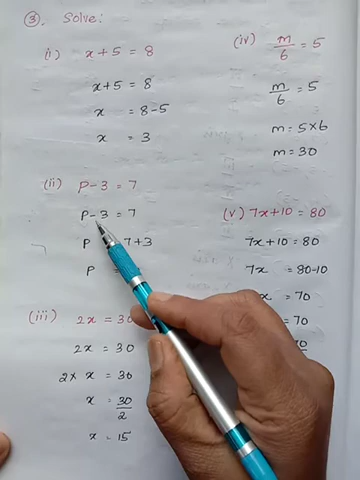 ③. Solve:
(i) x+5 = 8
x+5 = 8
x = 8-5
x = 3
(ii) P-3 = 7
P-3 = 7
P 7+3
P =
(iii) 2x = 30
2x = 30
2× x = 30
x = 30/2
x = 15
(iv) m/6 = 5
m/6 = 5
m = 5×6
m = 30
(v) 7x+10 = 80
7x+10 = 80
7x = 80-10
x = 70
= 70